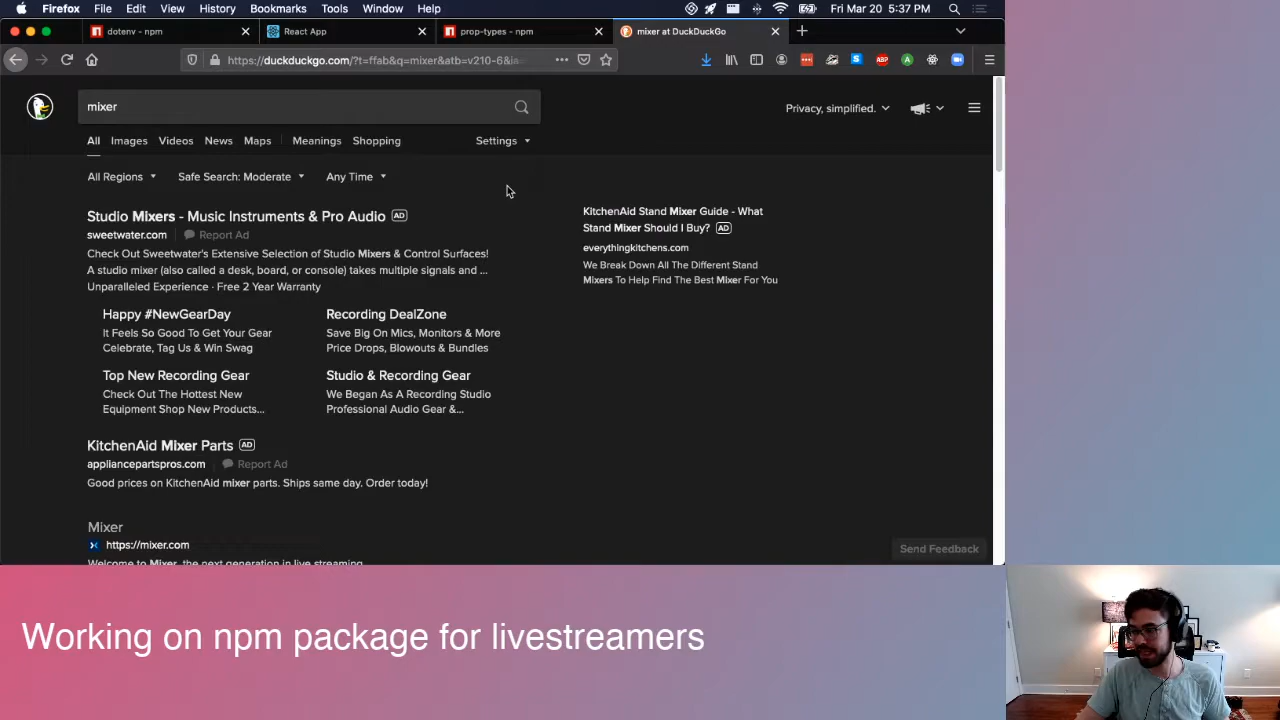 Firefox File Edit View History Bookmarks Tools Window Help Fri Mar 20 5:37 PM
dotenv - npm React App prop-types - npm mixer at DuckDuckGo
https://duckduckgo.com/?t=ffab&q=mixer&atb=v210-6&ia=
mixer
Privacy, simplified.
All Images Videos News Maps Meanings Shopping Settings
All Regions Safe Search: Moderate Any Time
Studio Mixers - Music Instruments & Pro Audio AD
sweetwater.com Report Ad
Check Out Sweetwater's Extensive Selection of Studio Mixers & Control Surfaces!
A studio mixer (also called a desk, board, or console) takes multiple signals and ...
Unparalleled Experience · Free 2 Year Warranty
Happy #NewGearDay
It Feels So Good To Get Your Gear
Celebrate, Tag Us & Win Swag
Recording DealZone
Save Big On Mics, Monitors & More
Price Drops, Blowouts & Bundles
Top New Recording Gear
Check Out The Hottest New
Equipment Shop New Products...
Studio & Recording Gear
We Began As A Recording Studio
Professional Audio Gear &...
KitchenAid Mixer Parts AD
appliancepartspros.com Report Ad
Good prices on KitchenAid mixer parts. Ships same day. Order today!
Mixer
https://mixer.com
Welcome to Mixer, the next generation in live streaming.
KitchenAid Stand Mixer Guide - What
Stand Mixer Should I Buy? AD
everythingkitchens.com
We Break Down All The Different Stand
Mixers To Help Find The Best Mixer For You
Send Feedback
Working on npm package for livestreamers